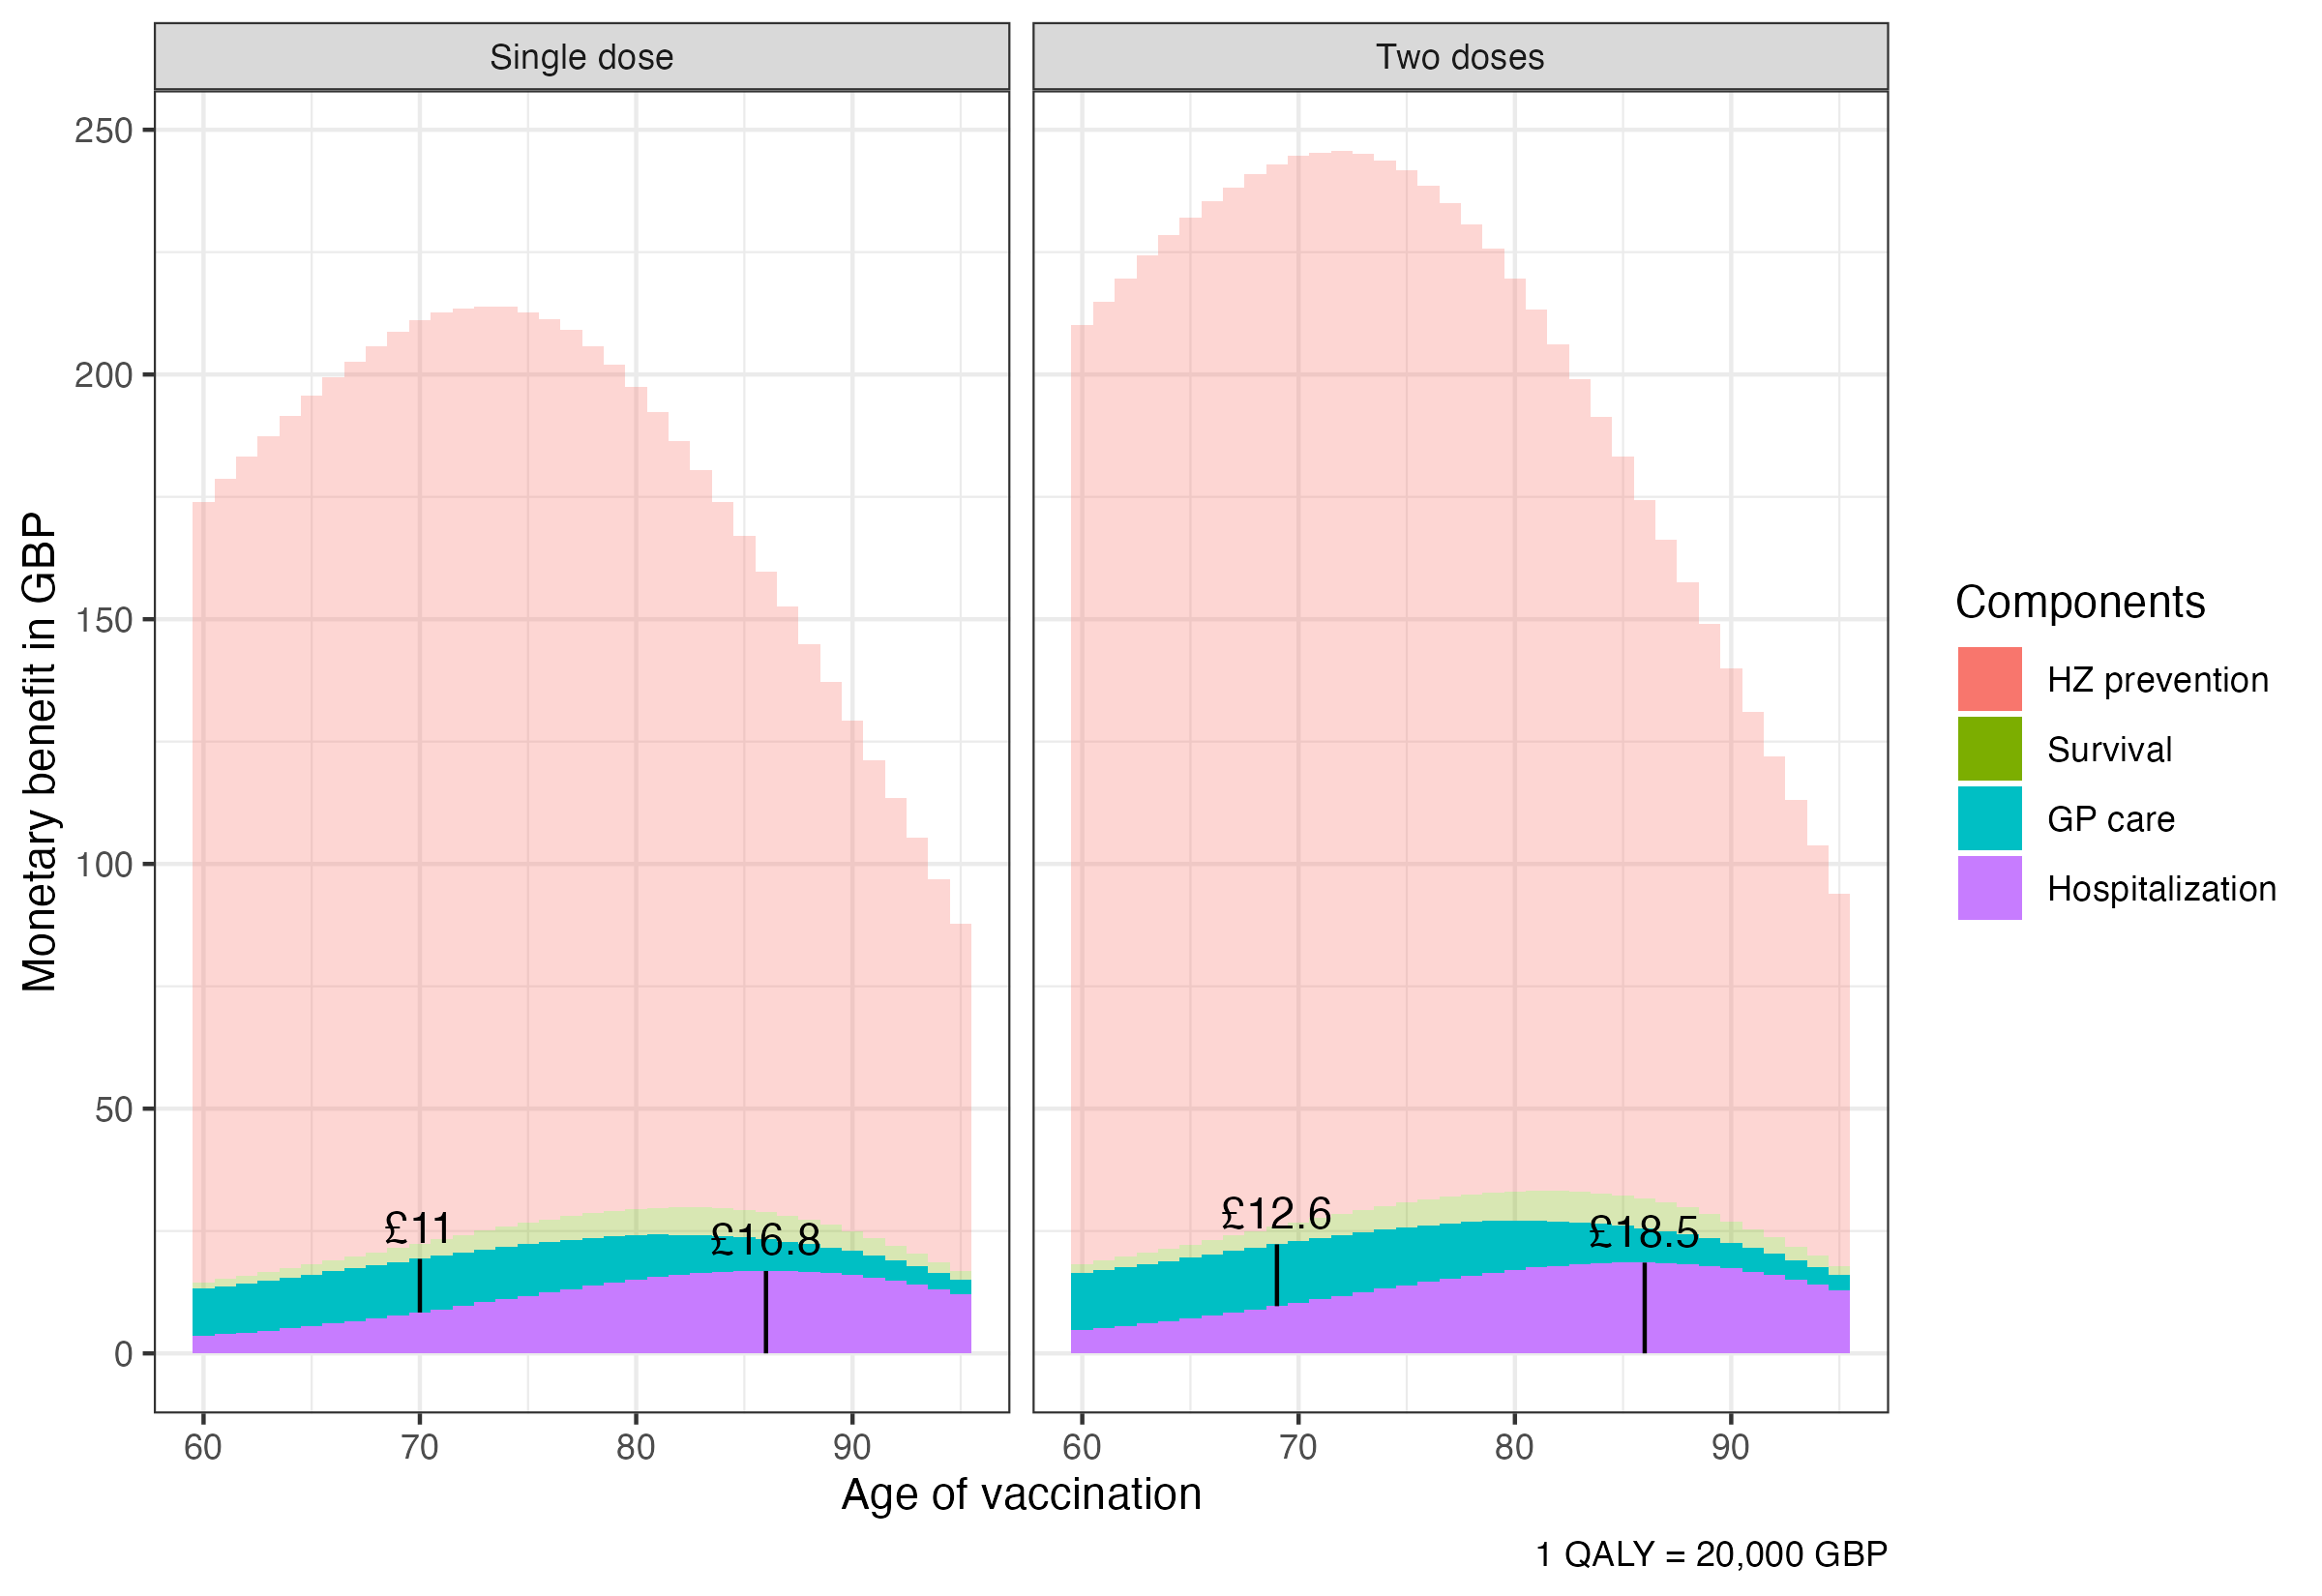 Single dose
Two doses
Monetary benefit in GBP
250
200
150
100
50
0
£11
£16.8
£12.6
£18.5
60
70
80
90
60
70
80
90
Age of vaccination
1 QALY = 20,000 GBP
Components
HZ prevention
Survival
GP care
Hospitalization